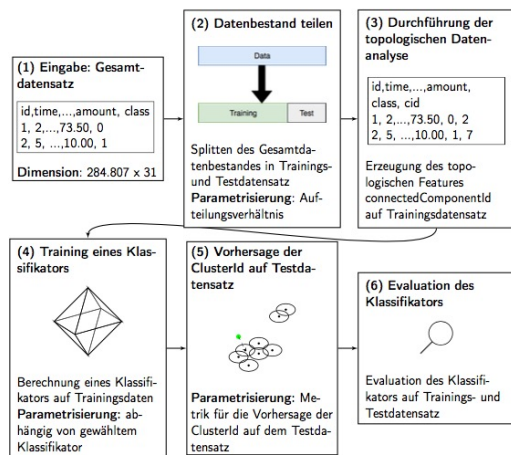 (1) Eingabe: Gesamt-
datensatz
id,time,...,amount, class
1, 2,...,73.50, 0
2, 5, ...,10.00, 1
Dimension: 284.807 x 31
(2) Datenbestand teilen
Data
Training
Test
Splitten des Gesamtda-
tenbestandes in Trainings-
und Testdatensatz
Parametrisierung: Auf-
teilungsverhältnis
(3) Durchführung der
topologischen Daten-
analyse
id,time,...,amount,
class, cid
1, 2,...,73.50, 0, 2
2, 5, ...,10.00, 1, 7
Erzeugung des topo-
logischen Features
connectedComponentId
auf Trainingsdatensatz
(4) Training eines Klas-
sifikators
Berechnung eines Klassifi-
kators auf Trainingsdaten
Parametrisierung: ab-
hängig von gewähltem
Klassifikator
(5) Vorhersage der
ClusterId auf Testda-
tensatz
Parametrisierung: Me-
trik für die Vorhersage der
ClusterId auf dem Testda-
tensatz
(6) Evaluation des
Klassifikators
Evaluation des Klassifi-
kators auf Trainings- und
Testdatensatz